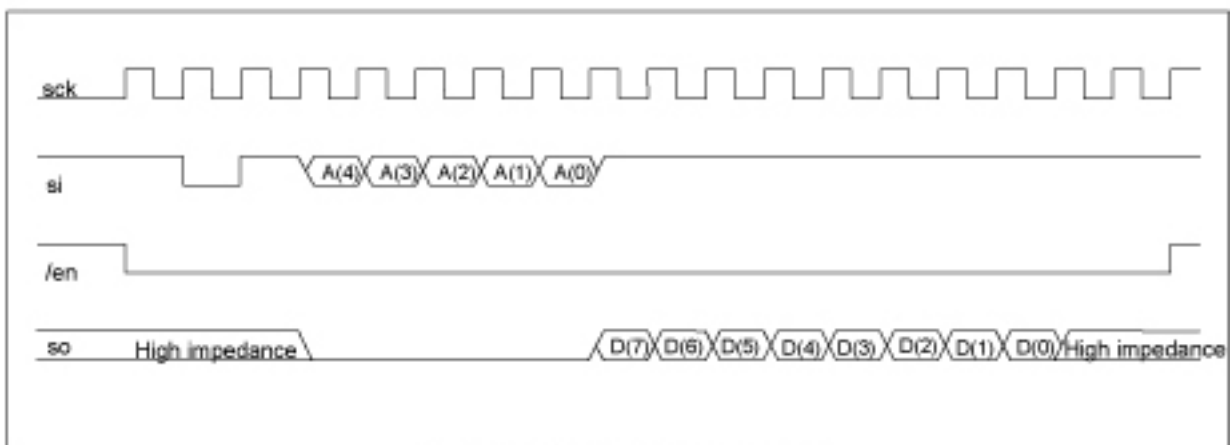 sck
si A(4) A(3) A(2) A(1) A(0)
/en
so High impedance D(7) D(6) D(5) D(4) D(3) D(2) D(1) D(0) High impedance